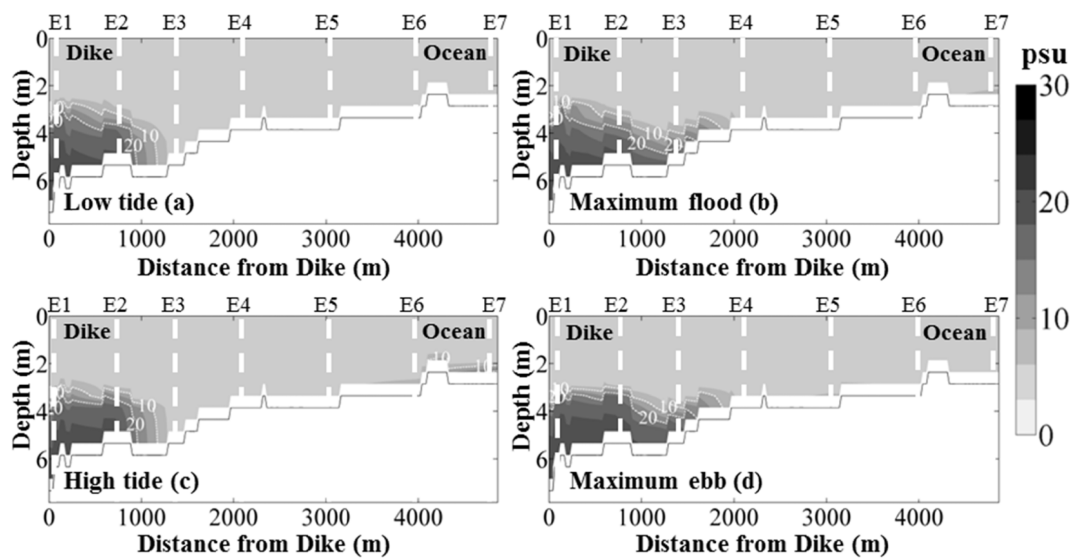 E1 E2 E3 E4 E5 E6 E7
0 Dike Ocean
2
4
6
Depth (m)
10
20
10
Low tide (a)
0 1000 2000 3000 4000
Distance from Dike (m)
E1 E2 E3 E4 E5 E6 E7
0 Dike Ocean
2
4
6
Depth (m)
10
20
20
Maximum flood (b)
0 1000 2000 3000 4000
Distance from Dike (m)
psu
30
20
10
0
E1 E2 E3 E4 E5 E6 E7
0 Dike Ocean
2
4
6
Depth (m)
10
10
20
10
10
High tide (c)
0 1000 2000 3000 4000
Distance from Dike (m)
E1 E2 E3 E4 E5 E6 E7
0 Dike Ocean
2
4
6
Depth (m)
10
20
Maximum ebb (d)
0 1000 2000 3000 4000
Distance from Dike (m)